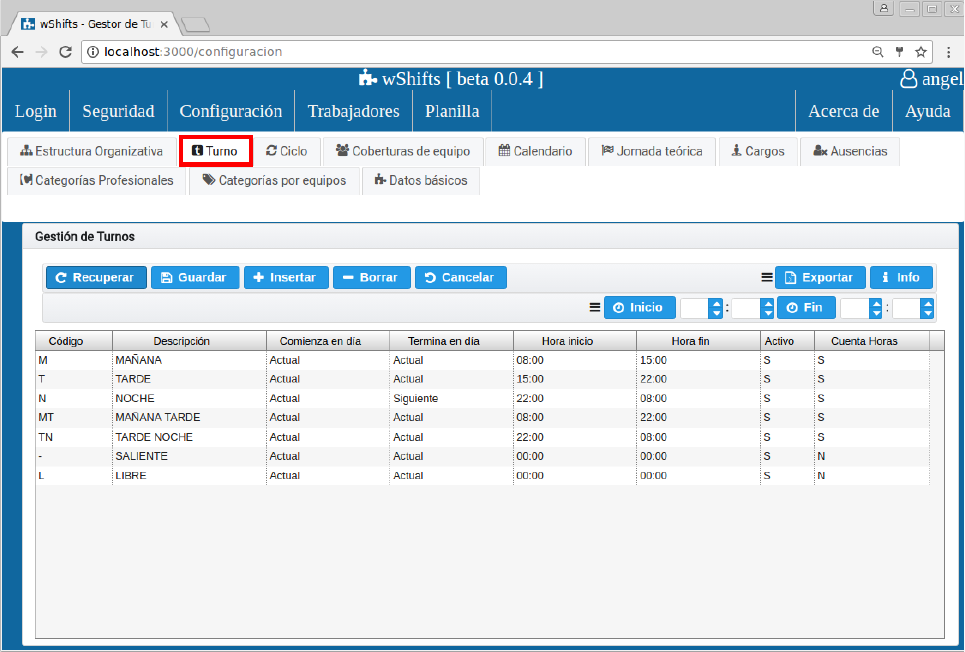 wShifts - Gestor de Tu
localhost:3000/configuracion
wShifts [ beta 0.0.4 ] angel
Login Seguridad Configuración Trabajadores Planilla Acerca de Ayuda
Estructura Organizativa Turno Ciclo Coberturas de equipo Calendario Jornada teórica Cargos Ausencias
Categorías Profesionales Categorías por equipos Datos básicos
Gestión de Turnos
Recuperar Guardar Insertar Borrar Cancelar Exportar Info
Inicio : Fin :
Código Descripción Comienza en día Termina en día Hora inicio Hora fin Activo Cuenta Horas
M MAÑANA Actual Actual 08:00 15:00 S S
T TARDE Actual Actual 15:00 22:00 S S
N NOCHE Actual Siguiente 22:00 08:00 S S
MT MAÑANA TARDE Actual Actual 08:00 22:00 S S
TN TARDE NOCHE Actual Actual 22:00 08:00 S S
- SALIENTE Actual Actual 00:00 00:00 S N
L LIBRE Actual Actual 00:00 00:00 S N